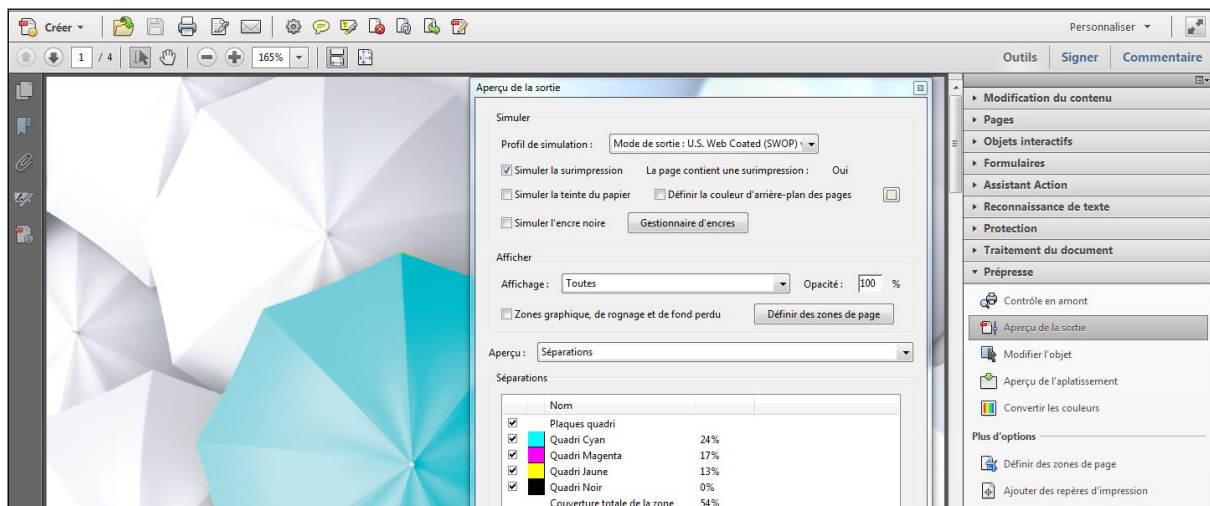 Créer
Personnaliser
1 / 4
165%
Outils
Signer
Commentaire
Aperçu de la sortie
Simuler
Profil de simulation : Mode de sortie : U.S. Web Coated (SWOP)
Simuler la surimpression La page contient une surimpression : Oui
Simuler la teinte du papier Définir la couleur d'arrière-plan des pages
Simuler l'encre noire Gestionnaire d'encres
Afficher
Affichage : Toutes Opacité : 100 %
Zones graphique, de rognage et de fond perdu Définir des zones de page
Aperçu : Séparations
Séparations
Nom
Plaques quadri
Quadri Cyan 24%
Quadri Magenta 17%
Quadri Jaune 13%
Quadri Noir 0%
Couverture totale de la zone 54%
Modification du contenu
Pages
Objets interactifs
Formulaires
Assistant Action
Reconnaissance de texte
Protection
Traitement du document
Prépresse
Contrôle en amont
Aperçu de la sortie
Modifier l'objet
Aperçu de l'aplatissement
Convertir les couleurs
Plus d'options
Définir des zones de page
Ajouter des repères d'impression